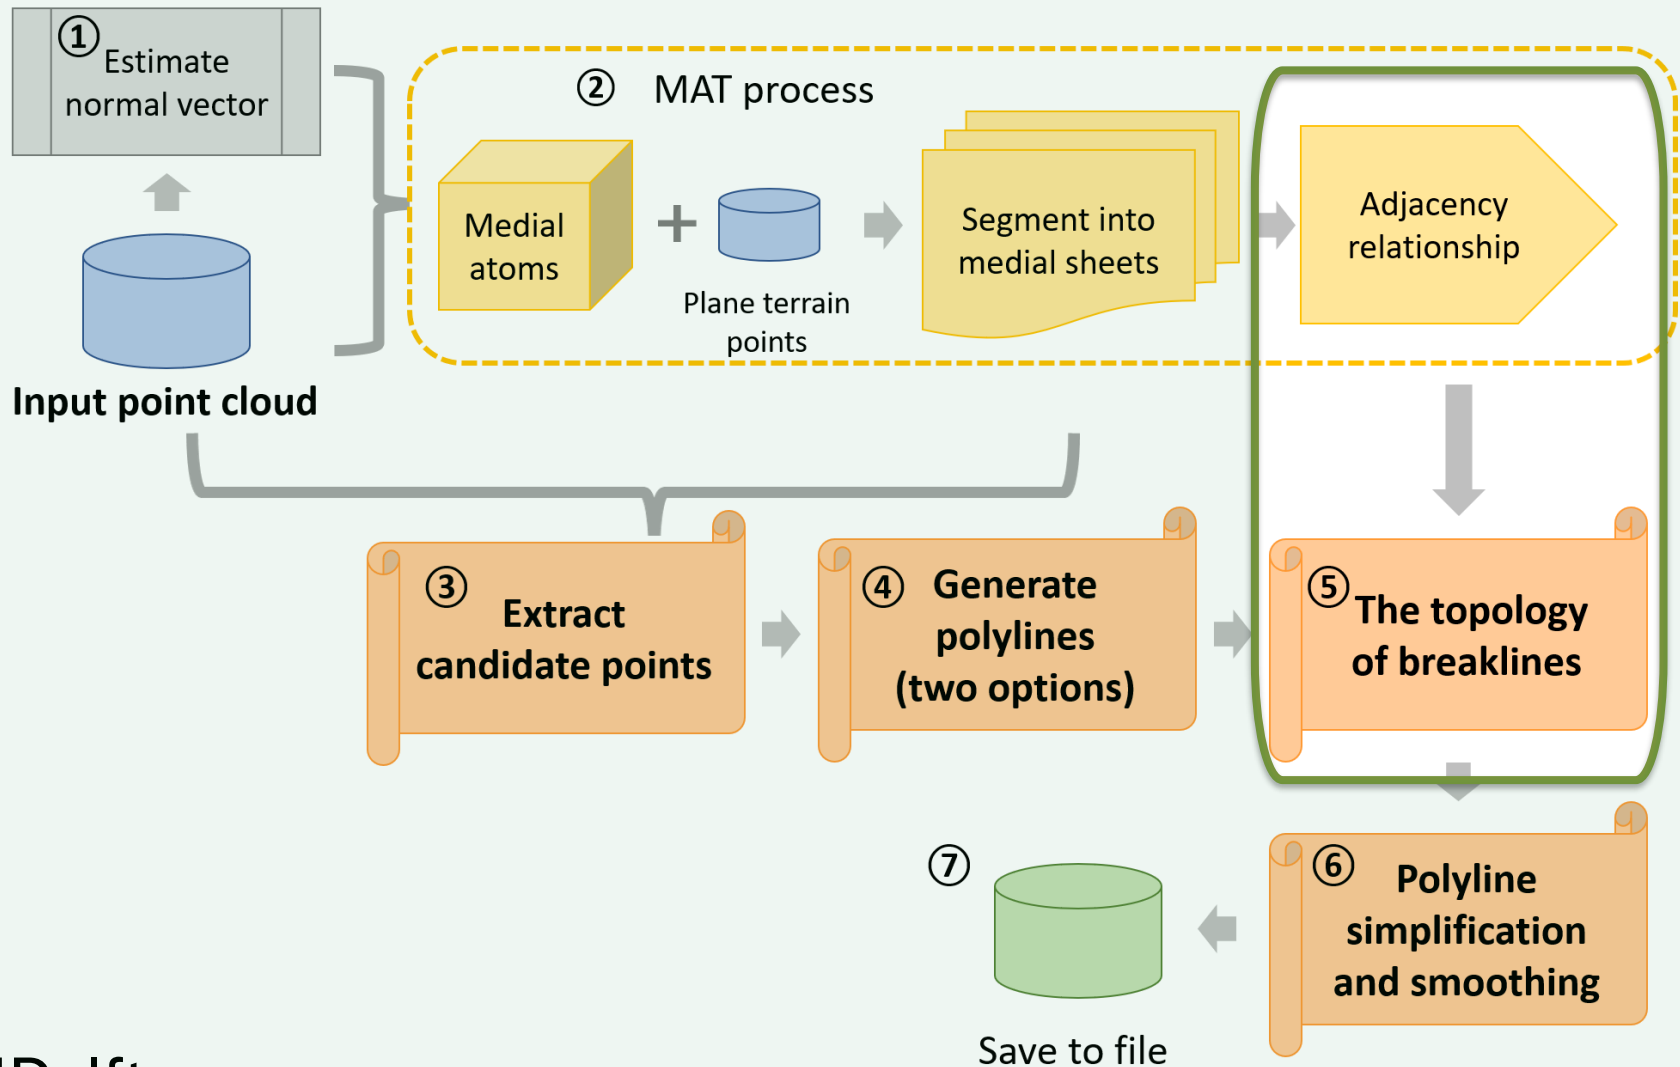 ①
Estimate
normal vector
Input point cloud
② MAT process
Medial
atoms
+
Plane terrain
points
Segment into
medial sheets
Adjacency
relationship
③
Extract
candidate points
④ Generate
polylines
(two options)
⑤ The topology
of breaklines
⑥ Polyline
simplification
and smoothing
⑦
Save to file